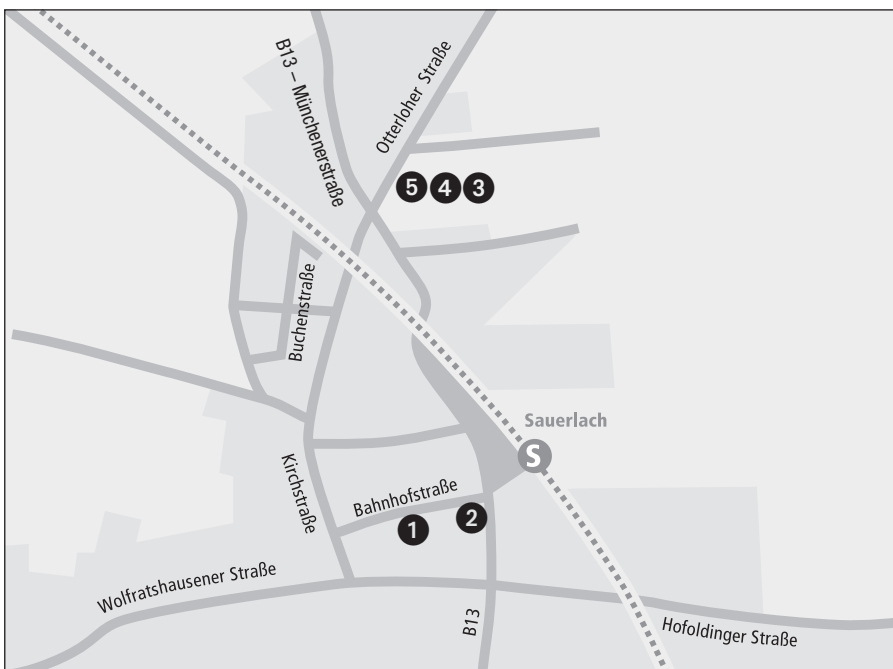 B13 – Münchenerstraße
Otterloher Straße
5 4 3
Buchenstraße
Sauerlach
S
Kirchstraße
Bahnhofstraße
1
2
Wolfratshausener Straße
B13
Hofoldinger Straße